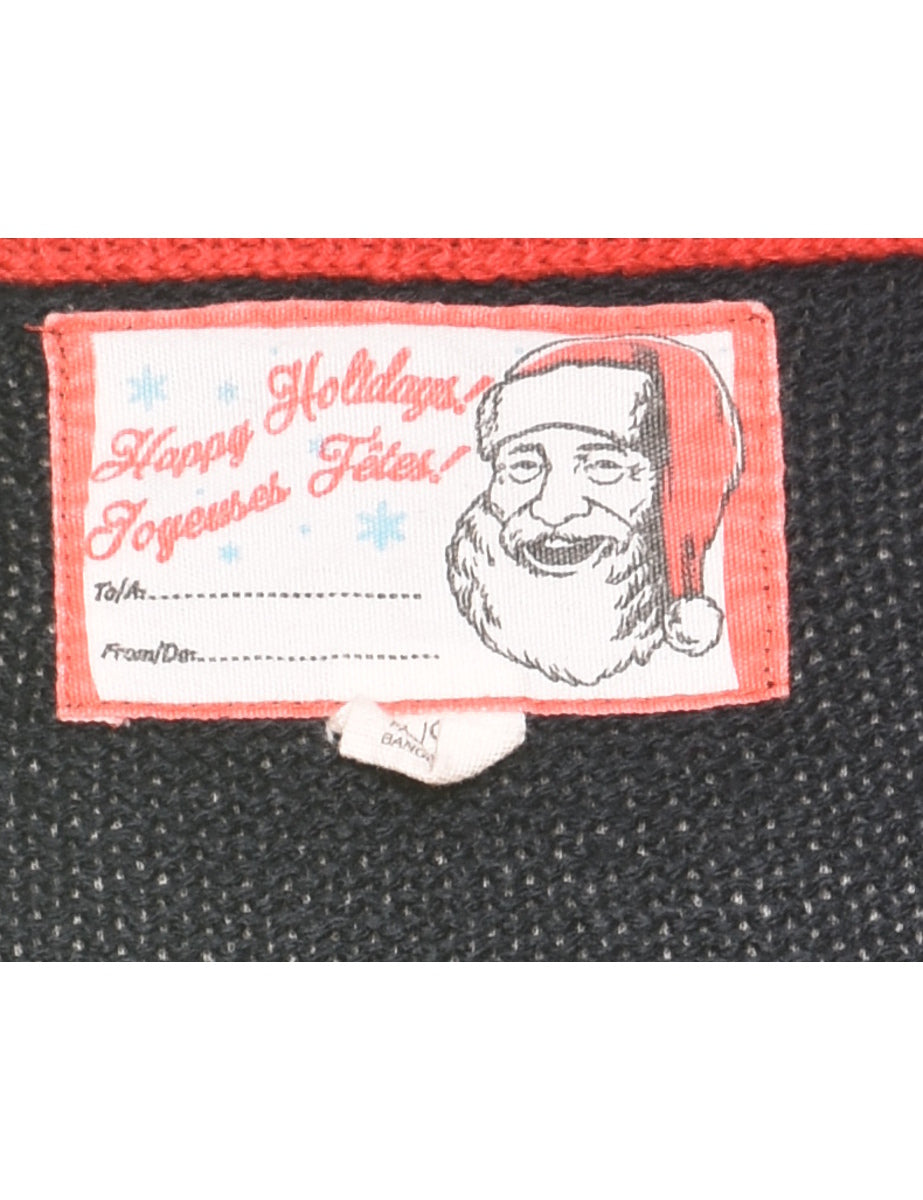 Happy Holidays!
Joyeuses Fêtes!
To/A:
From/De: